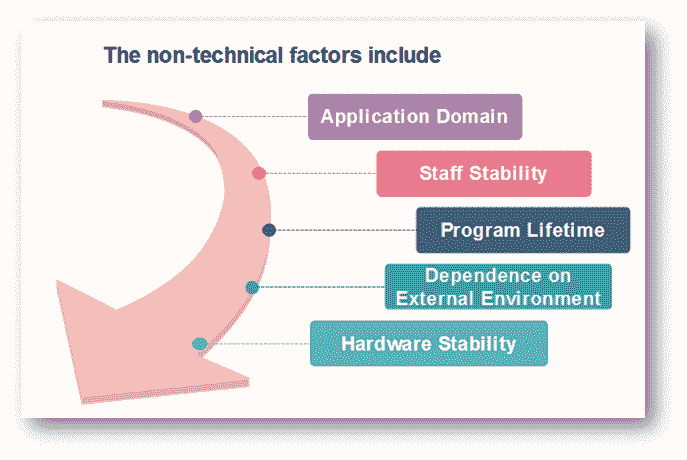 The non-technical factors include
Application Domain
Staff Stability
Program Lifetime
Dependence on
External Environment
Hardware Stability